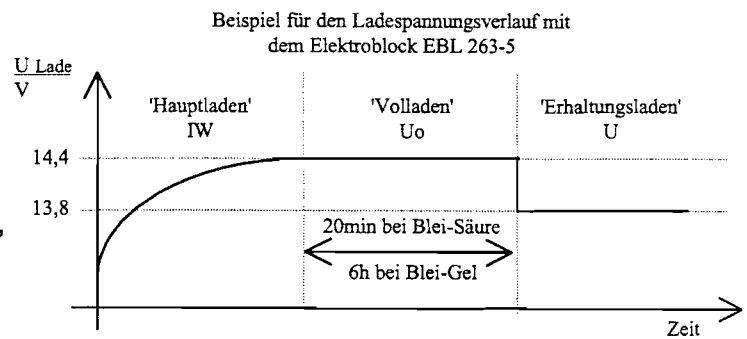 Beispiel für den Ladespannungsverlauf mit
dem Elektroblock EBL 263-5
U Lade
V
'Hauptladen'
IW
'Volladen'
Uo
'Erhaltungsladen'
U
14,4
13,8
20min bei Blei-Säure
6h bei Blei-Gel
Zeit